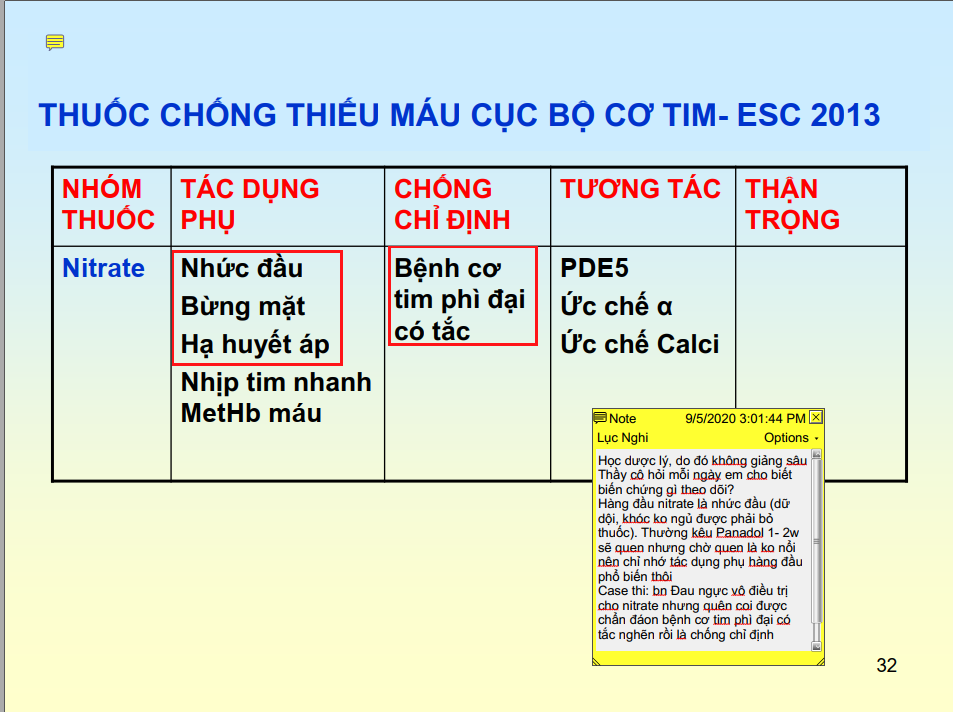 THUỐC CHỐNG THIẾU MÁU CỤC BỘ CƠ TIM- ESC 2013
NHÓM
THUỐC
TÁC DỤNG
PHỤ
CHỐNG
CHỈ ĐỊNH
TƯƠNG TÁC
THẬN
TRỌNG
Nitrate
Nhức đầu
Bừng mặt
Hạ huyết áp
Nhịp tim nhanh
MetHb máu
Bệnh cơ
tim phì đại
có tắc
PDE5
Ức chế α
Ức chế Calci
Note 9/5/2020 3:01:44 PM
Lục Nghi Options
Học dược lý, do đó không giảng sâu
Thầy cô hỏi mỗi ngày em cho biết
biến chứng gì theo dõi?
Hàng đầu nitrate là nhức đầu (dữ
dội, khóc ko ngủ được phải bỏ
thuốc). Thường kêu Panadol 1- 2w
sẽ quen nhưng chờ quen là ko nổi
nên chỉ nhớ tác dụng phụ hàng đầu
phổ biến thôi
Case thi: bn Đau ngực vô điều trị
cho nitrate nhưng quên coi được
chẩn đáon bệnh cơ tim phì đại có
tắc nghẽn rồi là chống chỉ định
32